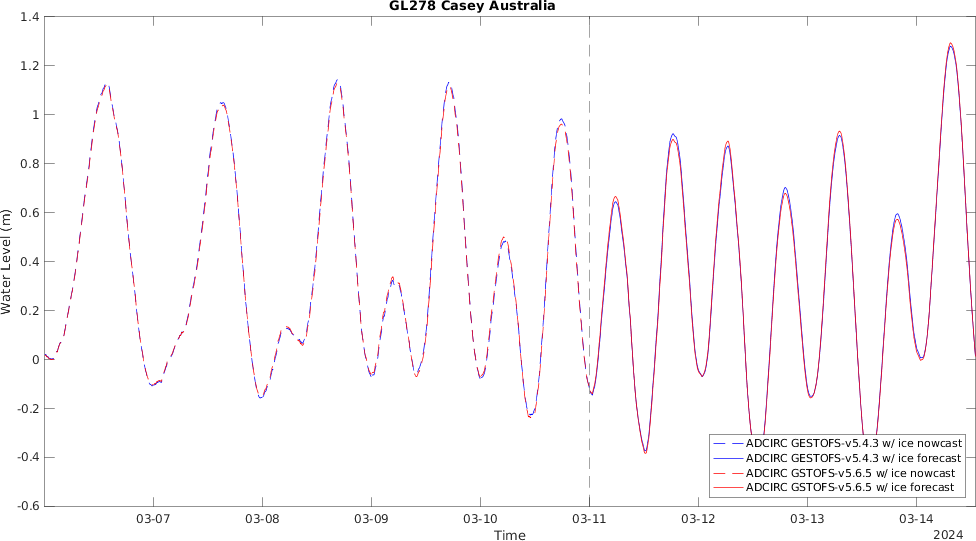 GL278 Casey Australia
1.4
1.2
1
0.8
0.6
0.4
0.2
0
-0.2
-0.4
-0.6
Water Level (m)
ADCIRC GESTOFS-v5.4.3 w/ ice nowcast
ADCIRC GESTOFS-v5.4.3 w/ ice forecast
ADCIRC GSTOFS-v5.6.5 w/ ice nowcast
ADCIRC GSTOFS-v5.6.5 w/ ice forecast
03-07 03-08 03-09 03-10 03-11 03-12 03-13 03-14
Time
2024